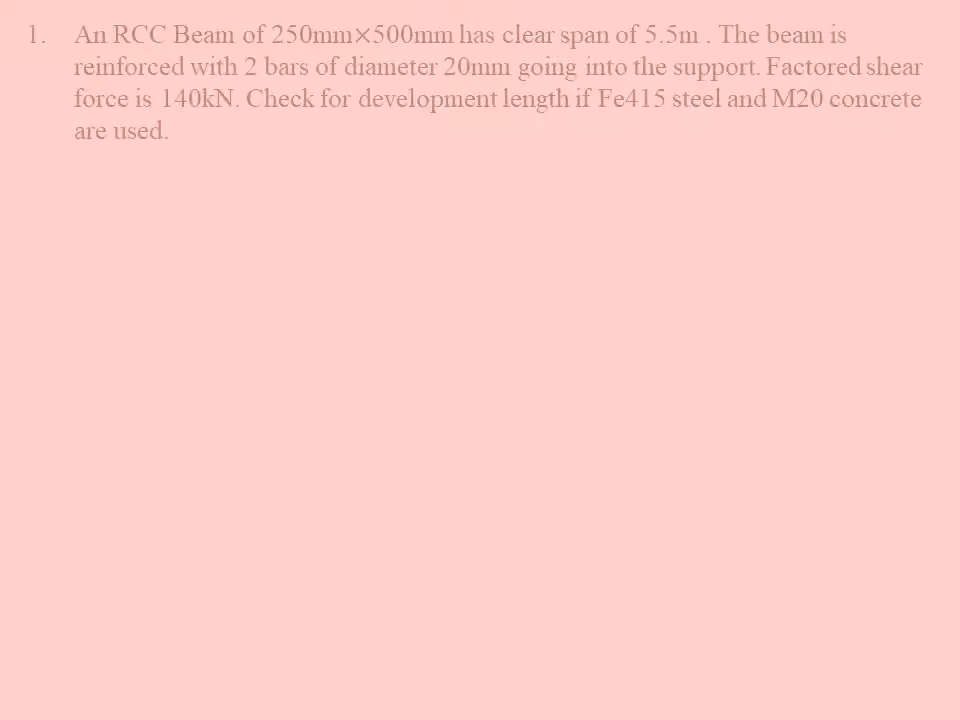 1. An RCC Beam of 250mm×500mm has clear span of 5.5m . The beam is
reinforced with 2 bars of diameter 20mm going into the support. Factored shear
force is 140kN. Check for development length if Fe415 steel and M20 concrete
are used.